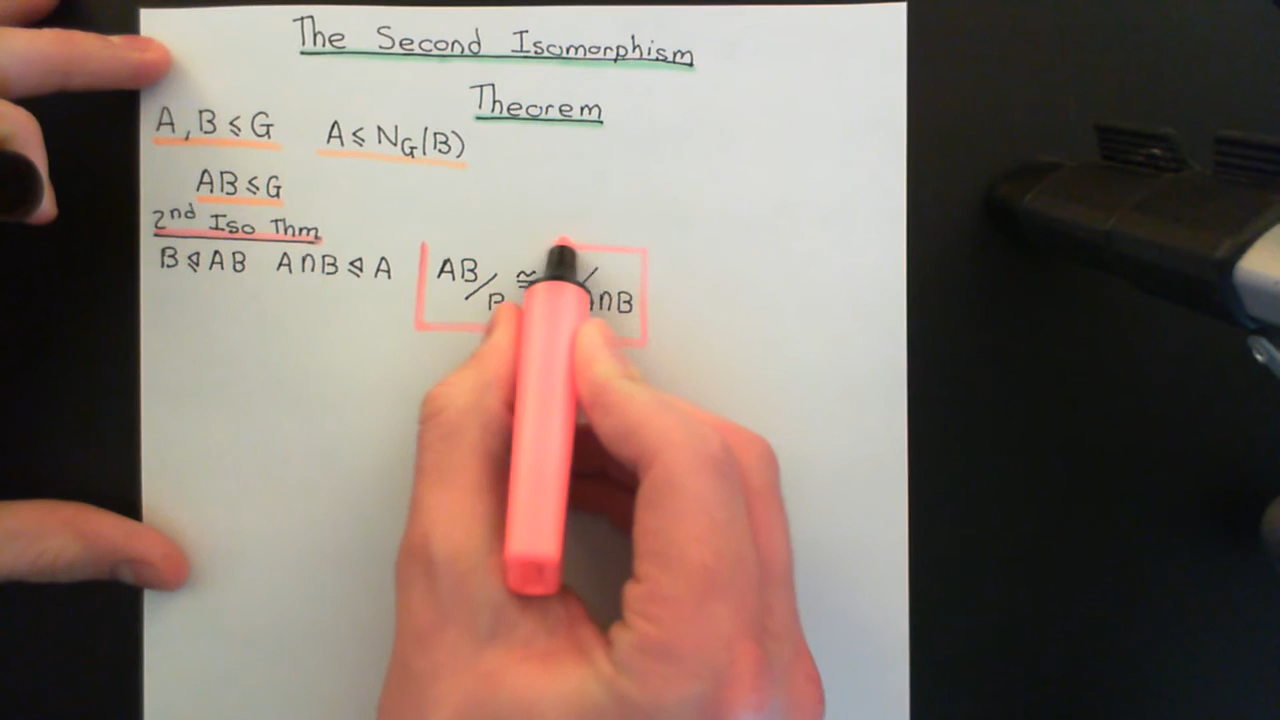 The Second Isomorphism
Theorem
A, B ≤ G A ≤ N_G(B)
AB ≤ G
2nd Iso Thm
B ⊴ AB A∩B ⊴ A AB/ ≅ / ∩B